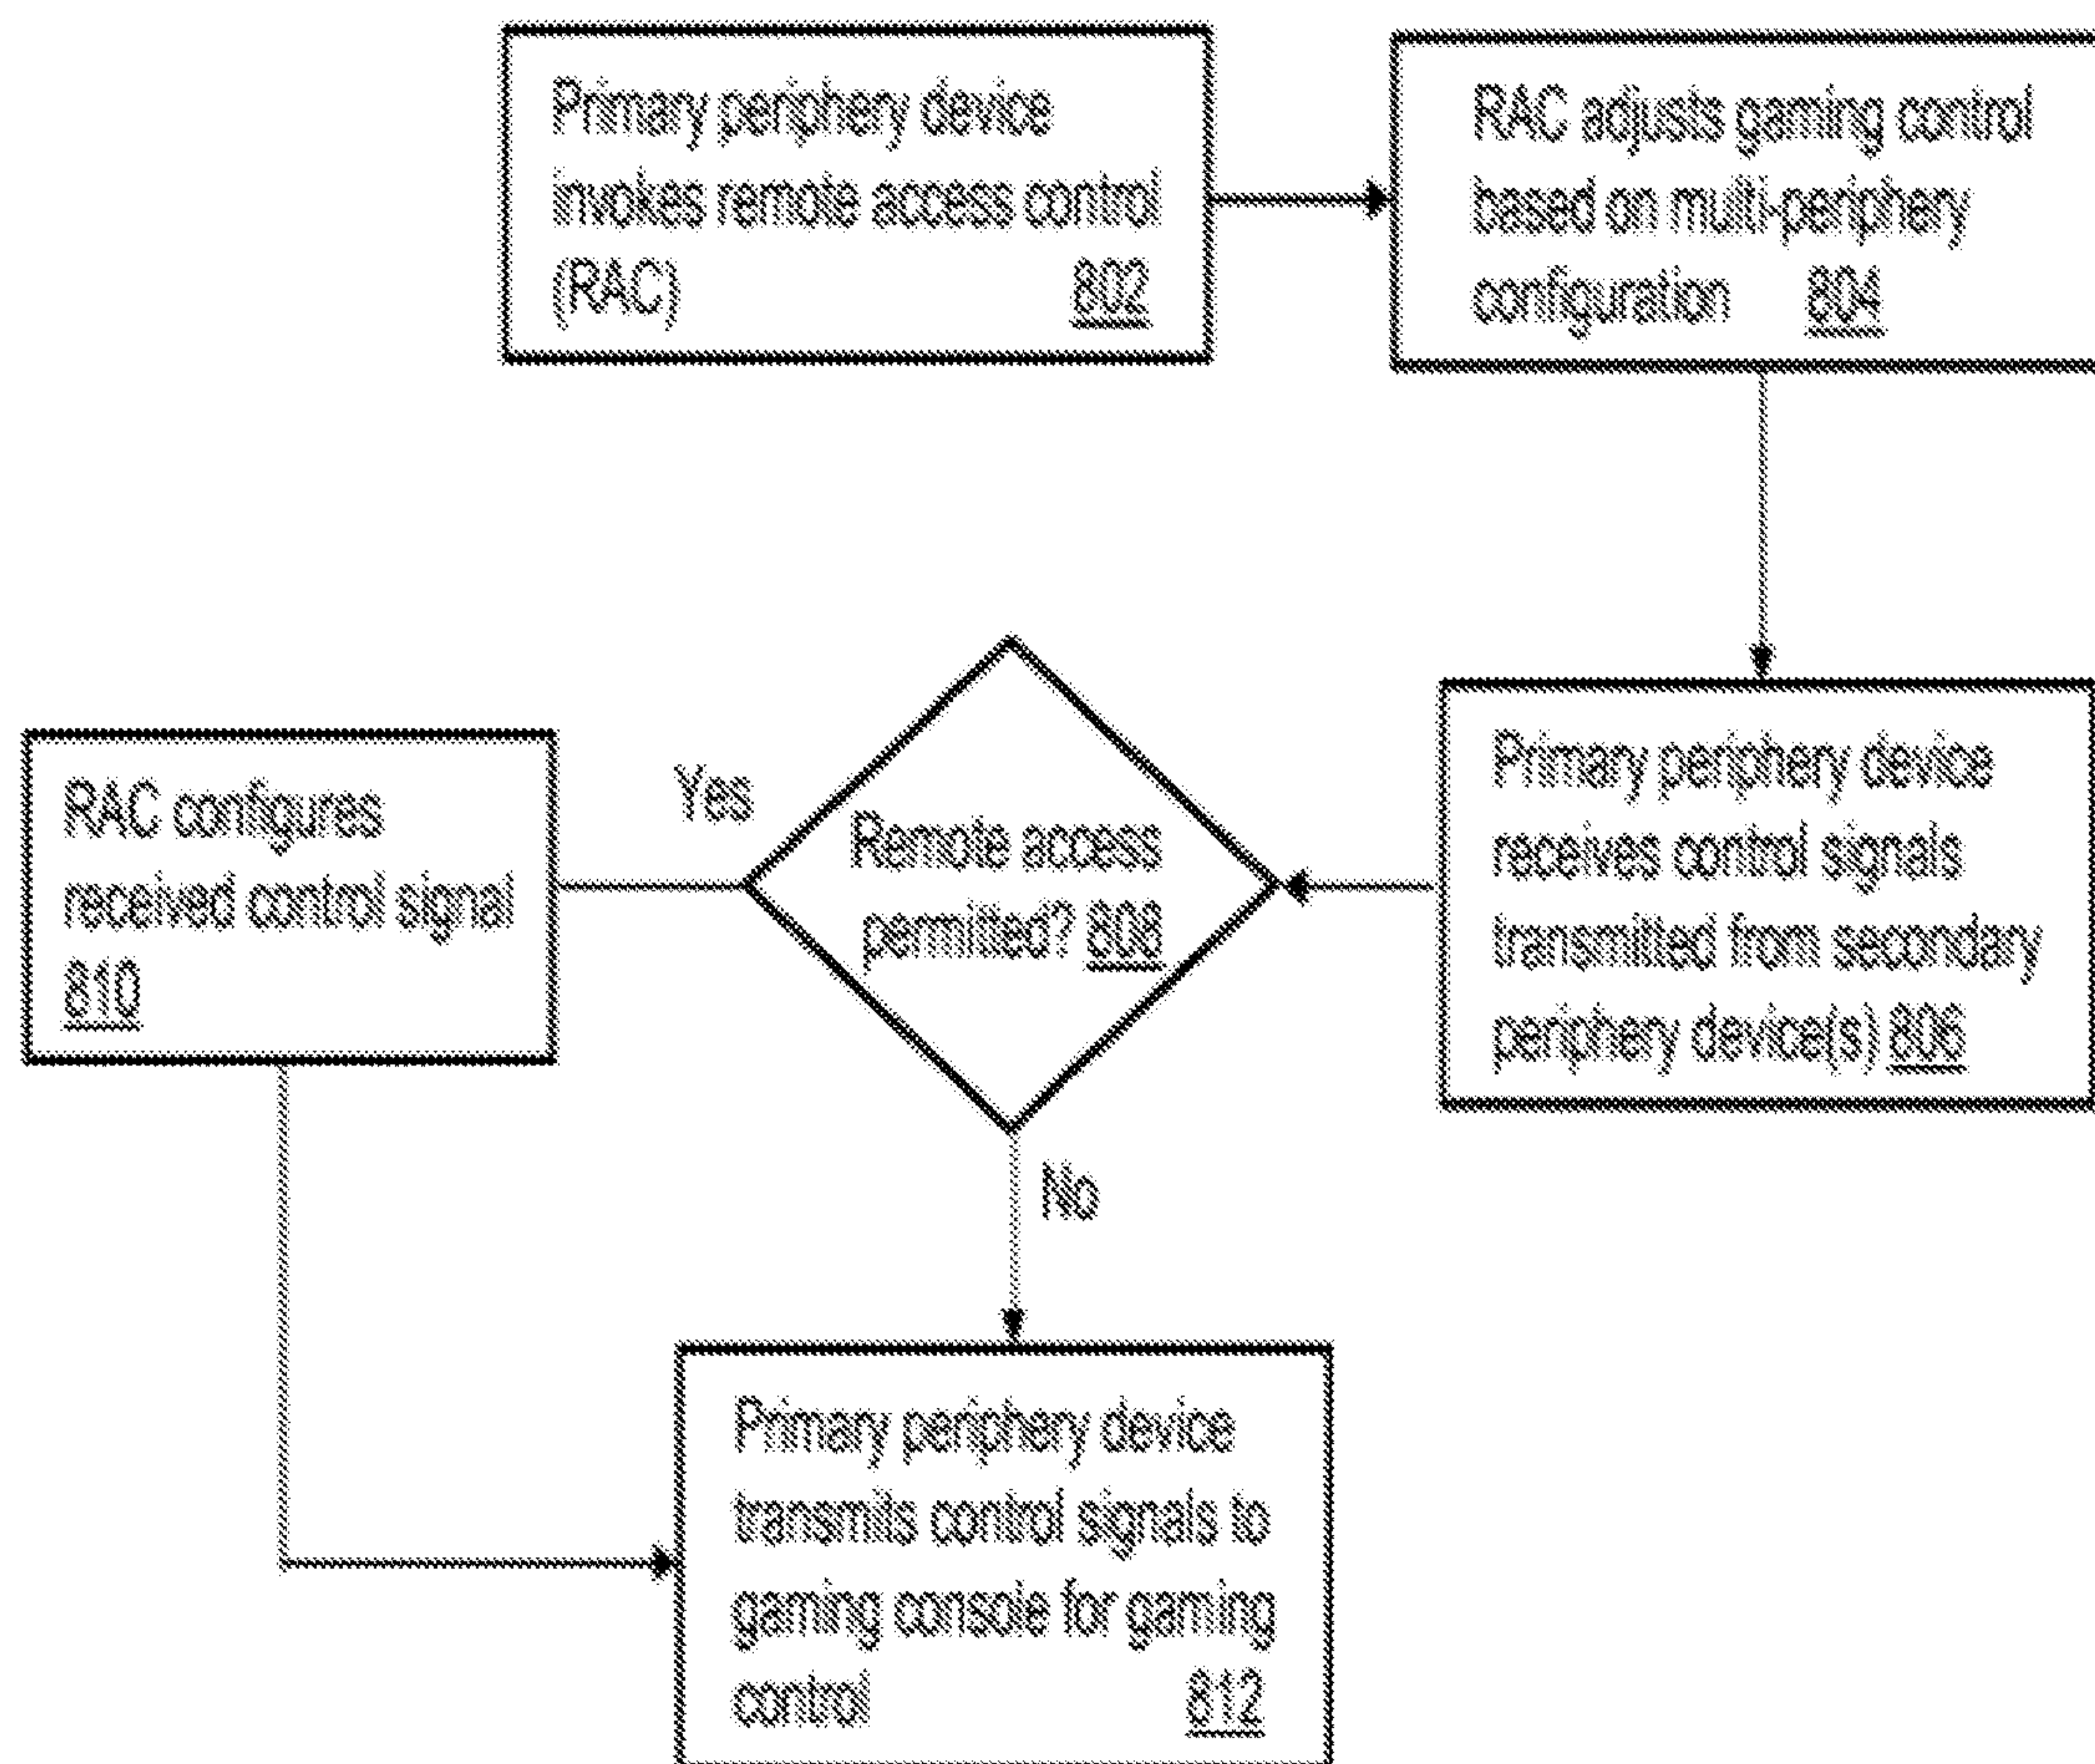 Primary periphery device
invokes remote access control
(RAC) 802
RAC adjusts gaming control
based on multi-periphery
configuration 804
Primary periphery device
receives control signals
transmitted from secondary
periphery device(s) 806
Remote access
permitted? 808
Yes
RAC configures
received control signal
810
No
Primary periphery device
transmits control signals to
gaming console for gaming
control 812